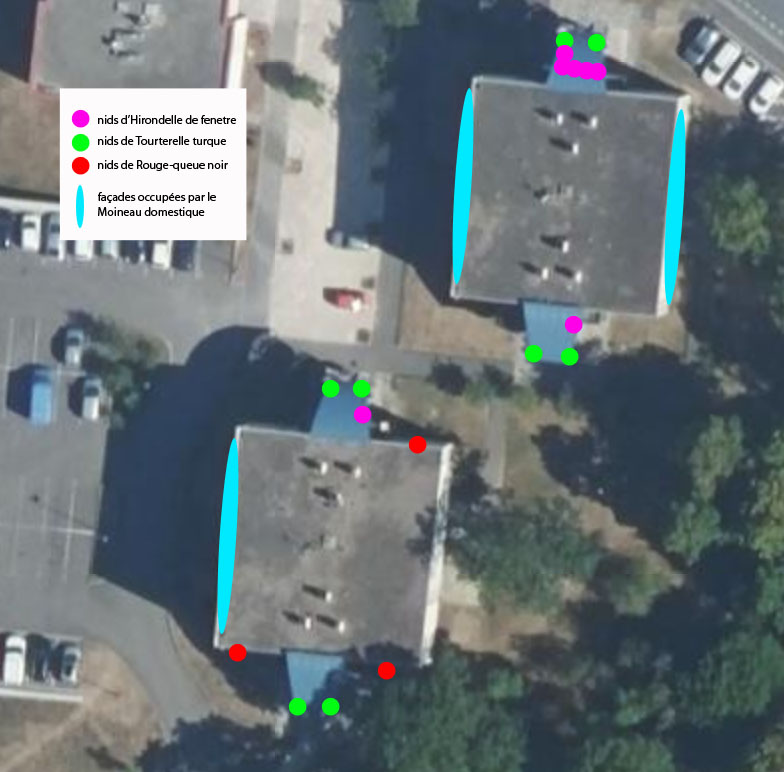 nids d'Hirondelle de fenetre
nids de Tourterelle turque
nids de Rouge-queue noir
façades occupées par le
Moineau domestique